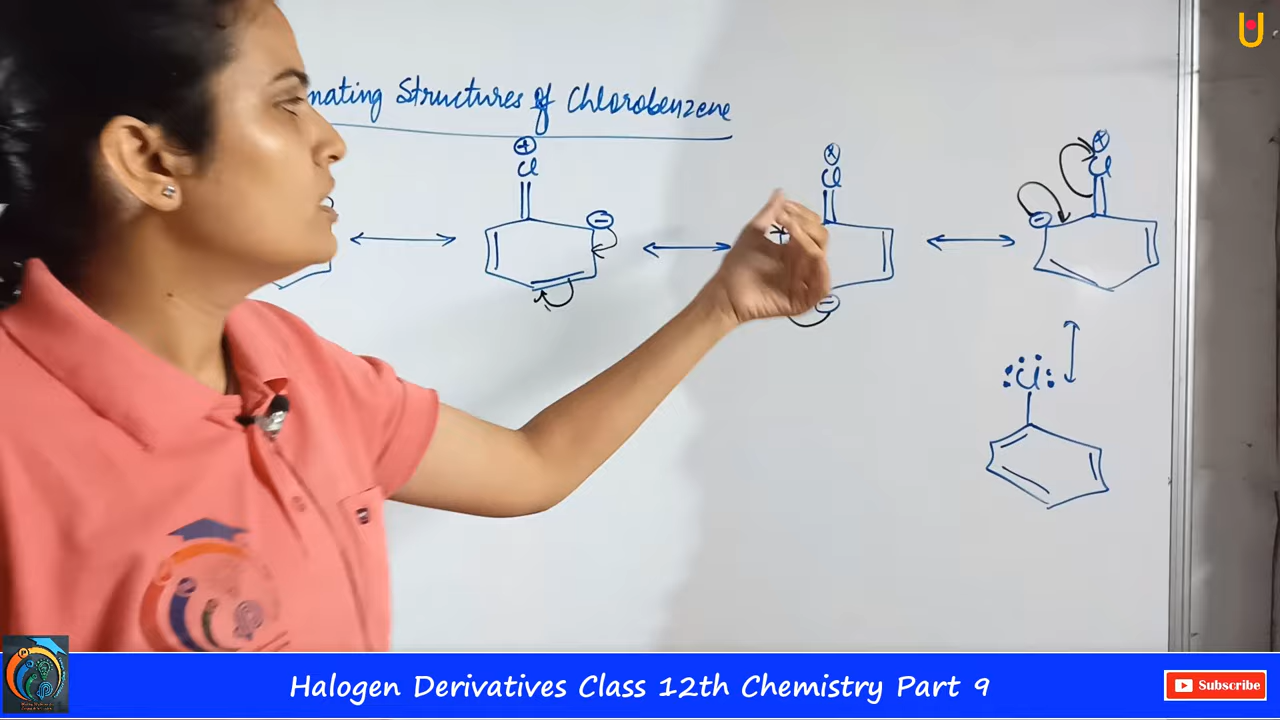 nating Structures of Chlorobenzene
+
Cl
−
+
Cl
−
+
Cl
−
Cl
Halogen Derivatives Class 12th Chemistry Part 9
Subscribe